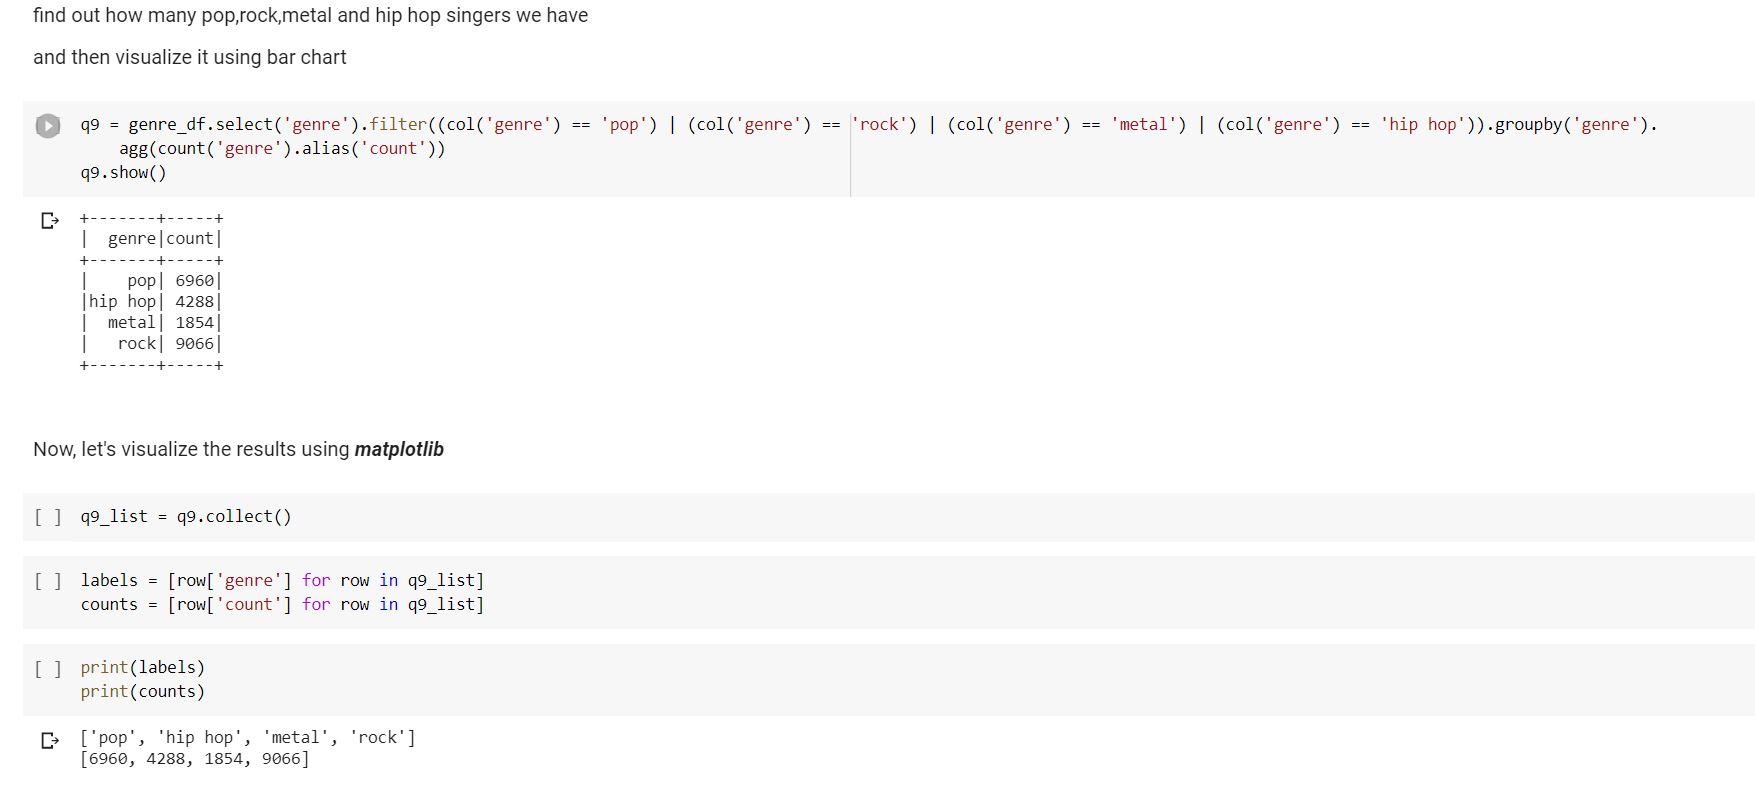 find out how many pop,rock,metal and hip hop singers we have
and then visualize it using bar chart
q9 = genre_df.select('genre').filter((col('genre') == 'pop') | (col('genre') == 'rock') | (col('genre') == 'metal') | (col('genre') == 'hip hop')).groupby('genre').
    agg(count('genre').alias('count'))
q9.show()
+-------+-----+
|  genre|count|
+-------+-----+
|    pop| 6960|
|hip hop| 4288|
|  metal| 1854|
|   rock| 9066|
+-------+-----+
Now, let's visualize the results using matplotlib
[ ] q9_list = q9.collect()
[ ] labels = [row['genre'] for row in q9_list]
counts = [row['count'] for row in q9_list]
[ ] print(labels)
print(counts)
['pop', 'hip hop', 'metal', 'rock']
[6960, 4288, 1854, 9066]